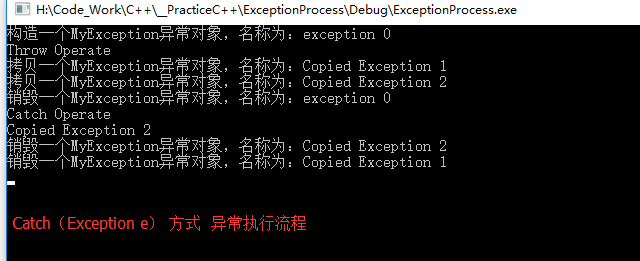 H:\Code_Work\C++\__PracticeC++\ExceptionProcess\Debug\ExceptionProcess.exe
构造一个MyException异常对象，名称为：exception 0
Throw Operate
拷贝一个MyException异常对象，名称为：Copied Exception 1
拷贝一个MyException异常对象，名称为：Copied Exception 2
销毁一个MyException异常对象，名称为：exception 0
Catch Operate
Copied Exception 2
销毁一个MyException异常对象，名称为：Copied Exception 2
销毁一个MyException异常对象，名称为：Copied Exception 1
Catch（Exception e） 方式 异常执行流程